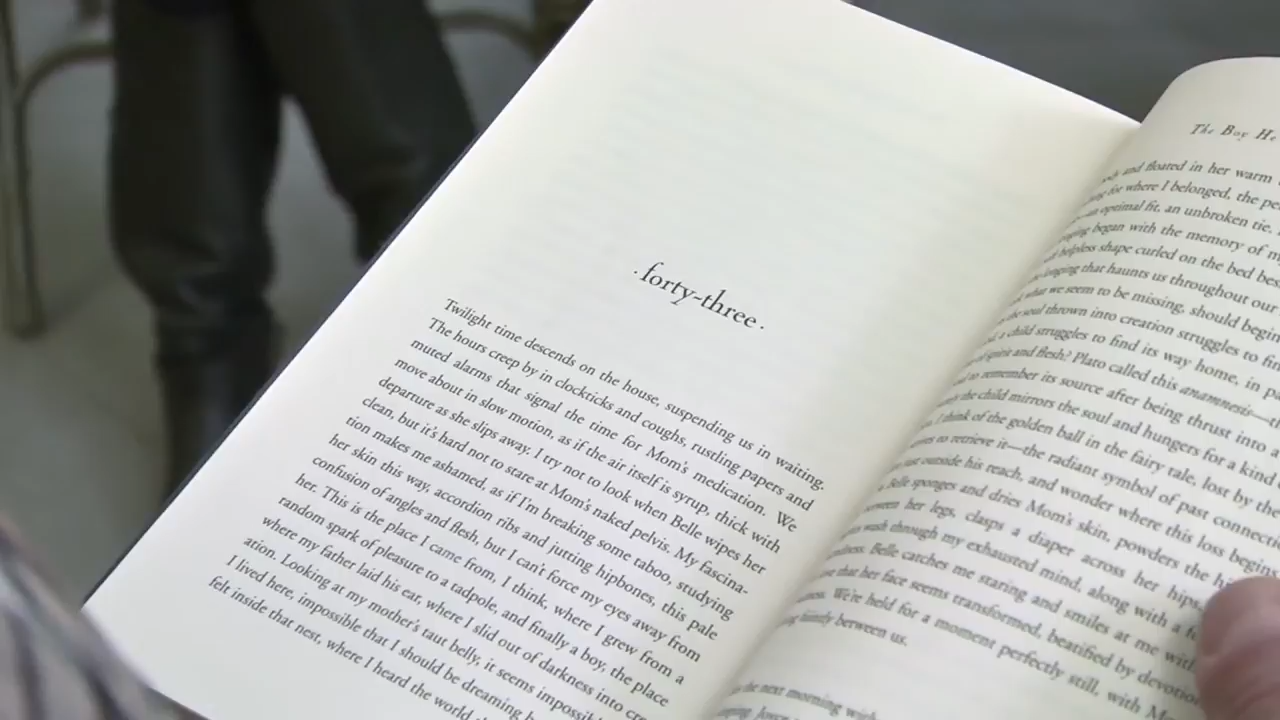 ·forty-three·
Twilight time descends on the house, suspending us in waiting.
The hours creep by in clockticks and coughs, rustling papers and
muted alarms that signal the time for Mom's medication. We
move about in slow motion, as if the air itself is syrup, thick with
departure as she slips away. I try not to look when Belle wipes her
clean, but it's hard not to stare at Mom's naked pelvis. My fascina-
tion makes me ashamed, as if I'm breaking some taboo, studying
her skin this way, accordion ribs and jutting hipbones, this pale
confusion of angles and flesh, but I can't force my eyes away from
her. This is the place I came from, I think, where I grew from a
random spark of pleasure to a tadpole, and finally a boy, the place
where my father laid his ear, where I slid out of darkness into cre-
ation. Looking at my mother's taut belly, it seems impossible
I lived here, impossible that I should be dreaming
felt inside that nest, where I heard the world
The Boy He
and floated in her warm
for where I belonged, the
optimal fit, an unbroken tie.
began with the memory of
helpless shape curled on the bed
longing that haunts us throughout our
what we seem to be missing, should begin
the soul thrown into creation struggles to
a child struggles to find its way home, in
spirit and flesh? Plato called this anamnesis—
to remember its source after being thrust into a
the child mirrors the soul and hungers for a kind
I think of the golden ball in the fairy tale, lost by the
to retrieve it—the radiant symbol of past
just outside his reach, and wonder where this loss begins.
Belle sponges and dries Mom's skin, powders the
between her legs, clasps a diaper across her hips.
wash through my exhausted mind, along with a
Belle catches me staring and smiles at me with
that her face seems transformed, beatified by
We're held for a moment perfectly still, with
faintly between us.
the next morning with